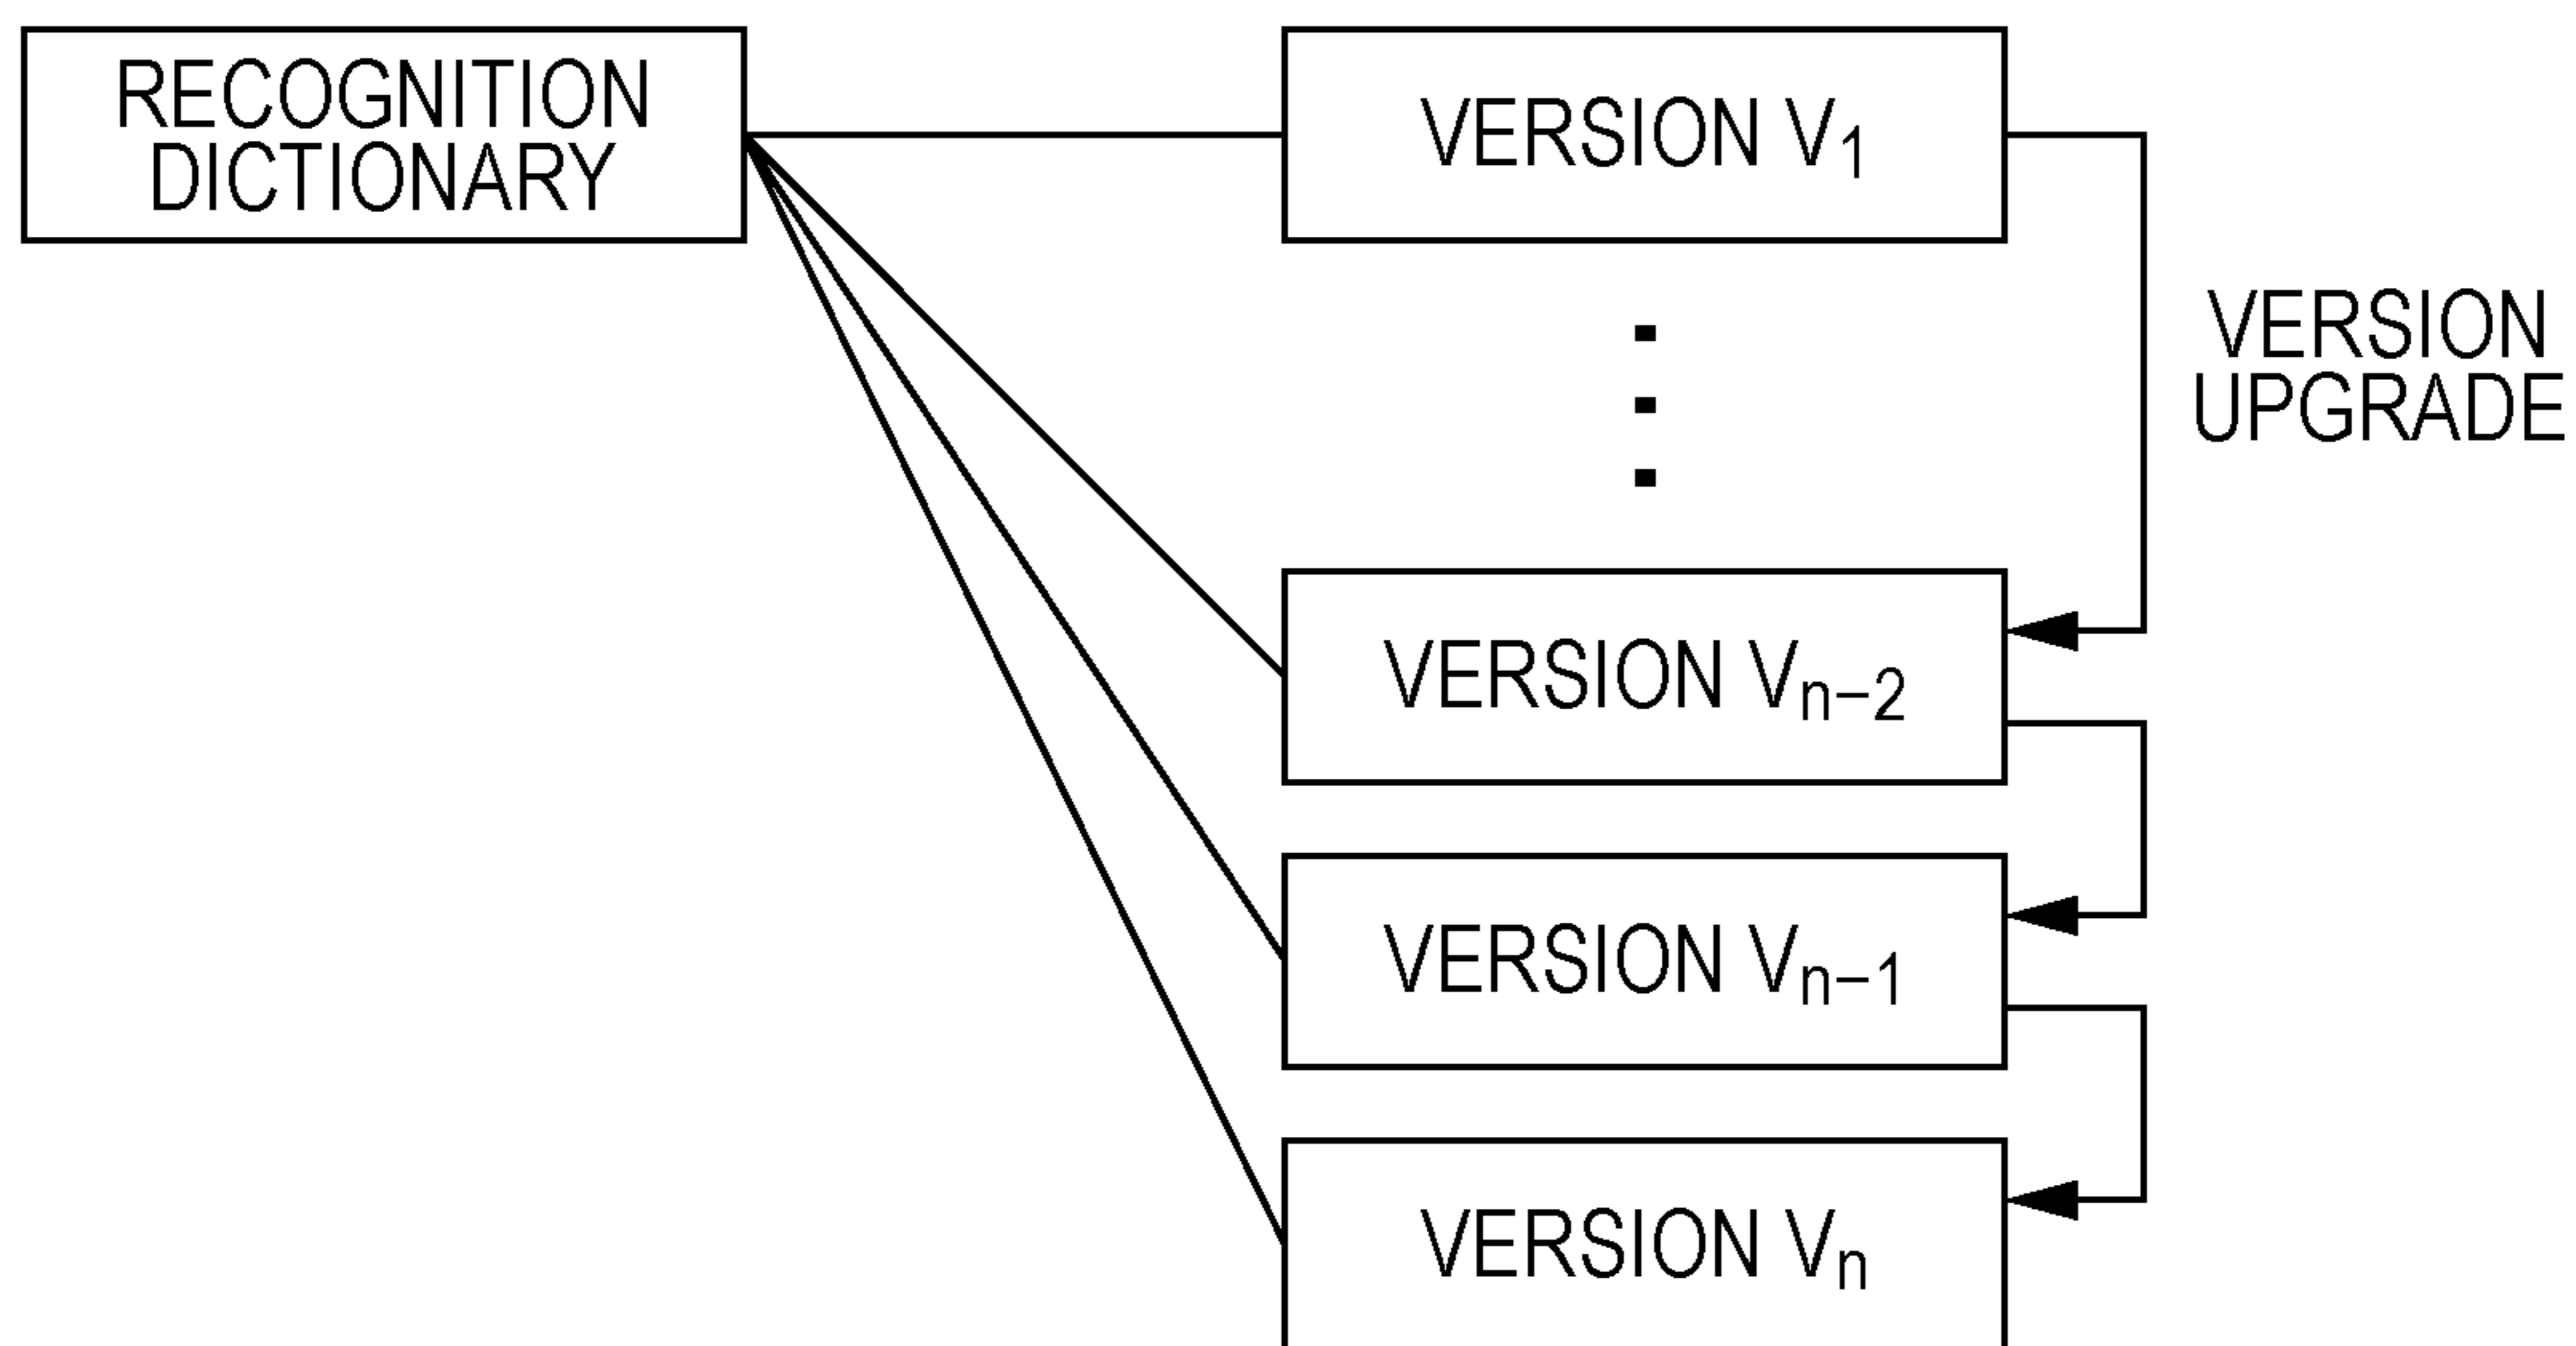 RECOGNITION
DICTIONARY
VERSION V₁
VERSION
UPGRADE
VERSION Vₙ₋₂
VERSION Vₙ₋₁
VERSION Vₙ